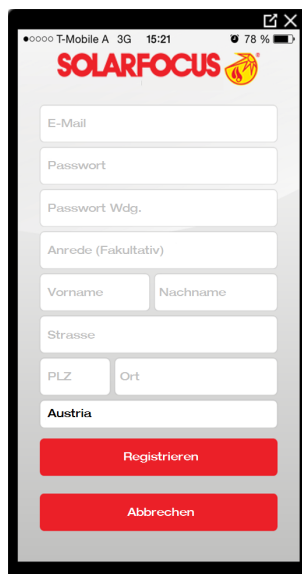 T-Mobile A 3G 15:21 78 %
SOLARFOCUS
E-Mail
Passwort
Passwort Wdg.
Anrede (Fakultativ)
Vorname Nachname
Strasse
PLZ Ort
Austria
Registrieren
Abbrechen